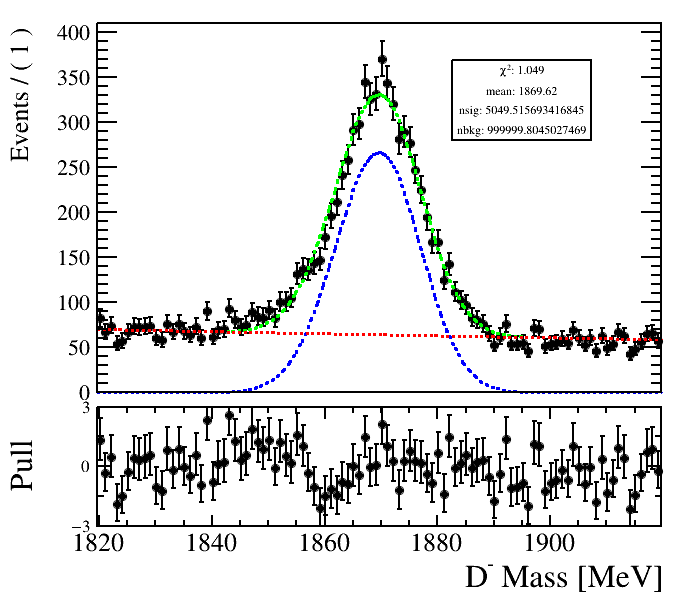 Events / ( 1 )
400
350
300
250
200
150
100
50
0
χ²: 1.049
mean: 1869.62
nsig: 5049.515693416845
nbkg: 999999.8045027469
Pull
3
0
−3
1820 1840 1860 1880 1900
D⁻ Mass [MeV]